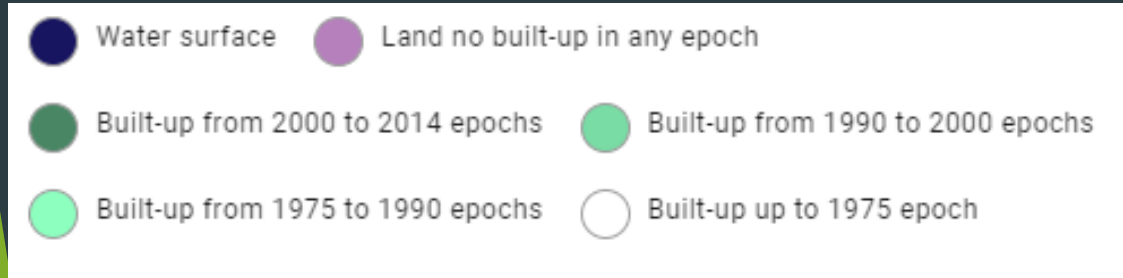 Water surface Land no built-up in any epoch
Built-up from 2000 to 2014 epochs Built-up from 1990 to 2000 epochs
Built-up from 1975 to 1990 epochs Built-up up to 1975 epoch